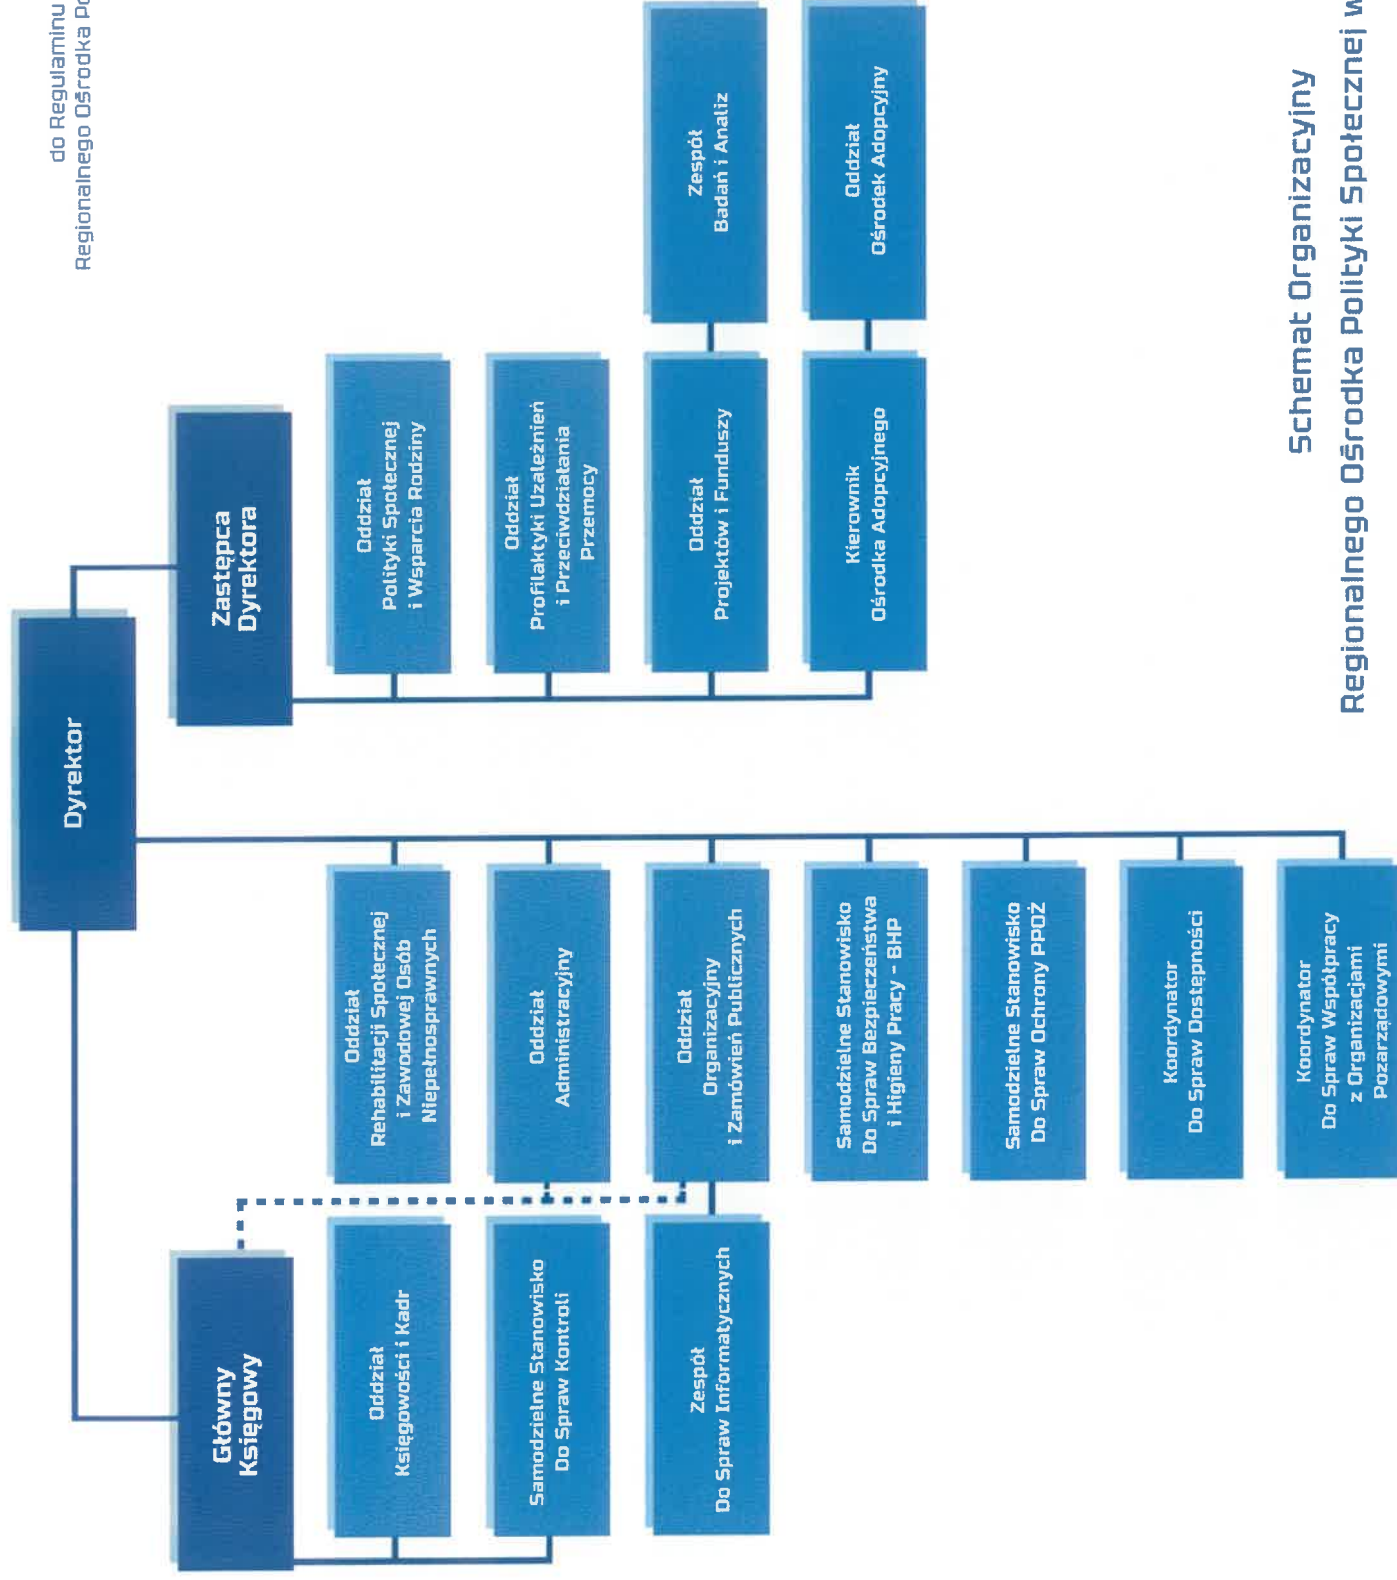 do Regulaminu
Regionalnego Ośrodka
Dyrektor
Główny
Księgowy
Zastępca
Dyrektora
Oddział
Księgowości i Kadr
Samodzielne Stanowisko
Do Spraw Kontroli
Zespół
Do Spraw Informatycznych
Oddział
Rehabilitacji Społecznej
i Zawodowej Osób
Niepełnosprawnych
Oddział
Administracyjny
Oddział
Organizacyjny
i Zamówień Publicznych
Samodzielne Stanowisko
Do Spraw Bezpieczeństwa
i Higieny Pracy - BHP
Samodzielne Stanowisko
Do Spraw Ochrony PPOŻ
Koordynator
Do Spraw Dostępności
Koordynator
Do Spraw Współpracy
z Organizacjami
Pozarządowymi
Oddział
Polityki Społecznej
i Wsparcia Rodziny
Oddział
Profilaktyki Uzależnień
i Przeciwdziałania
Przemocy
Oddział
Projektów i Funduszy
Zespół
Badań i Analiz
Kierownik
Ośrodka Adopcyjnego
Oddział
Ośrodek Adopcyjny
Schemat Organizacyjny
Regionalnego Ośrodka Polityki Społecznej w